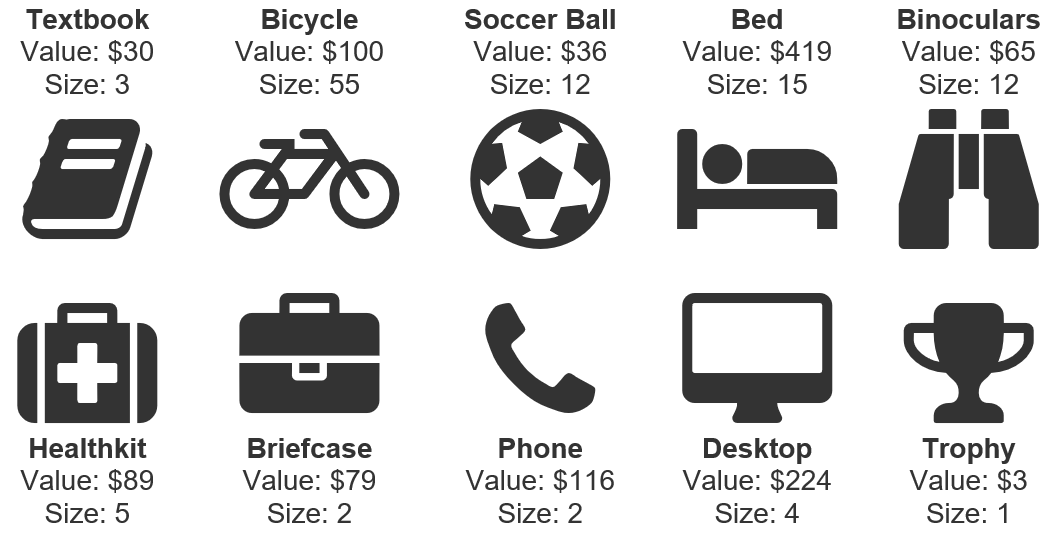 Textbook
Value: $30
Size: 3
Bicycle
Value: $100
Size: 55
Soccer Ball
Value: $36
Size: 12
Bed
Value: $419
Size: 15
Binoculars
Value: $65
Size: 12
Healthkit
Value: $89
Size: 5
Briefcase
Value: $79
Size: 2
Phone
Value: $116
Size: 2
Desktop
Value: $224
Size: 4
Trophy
Value: $3
Size: 1